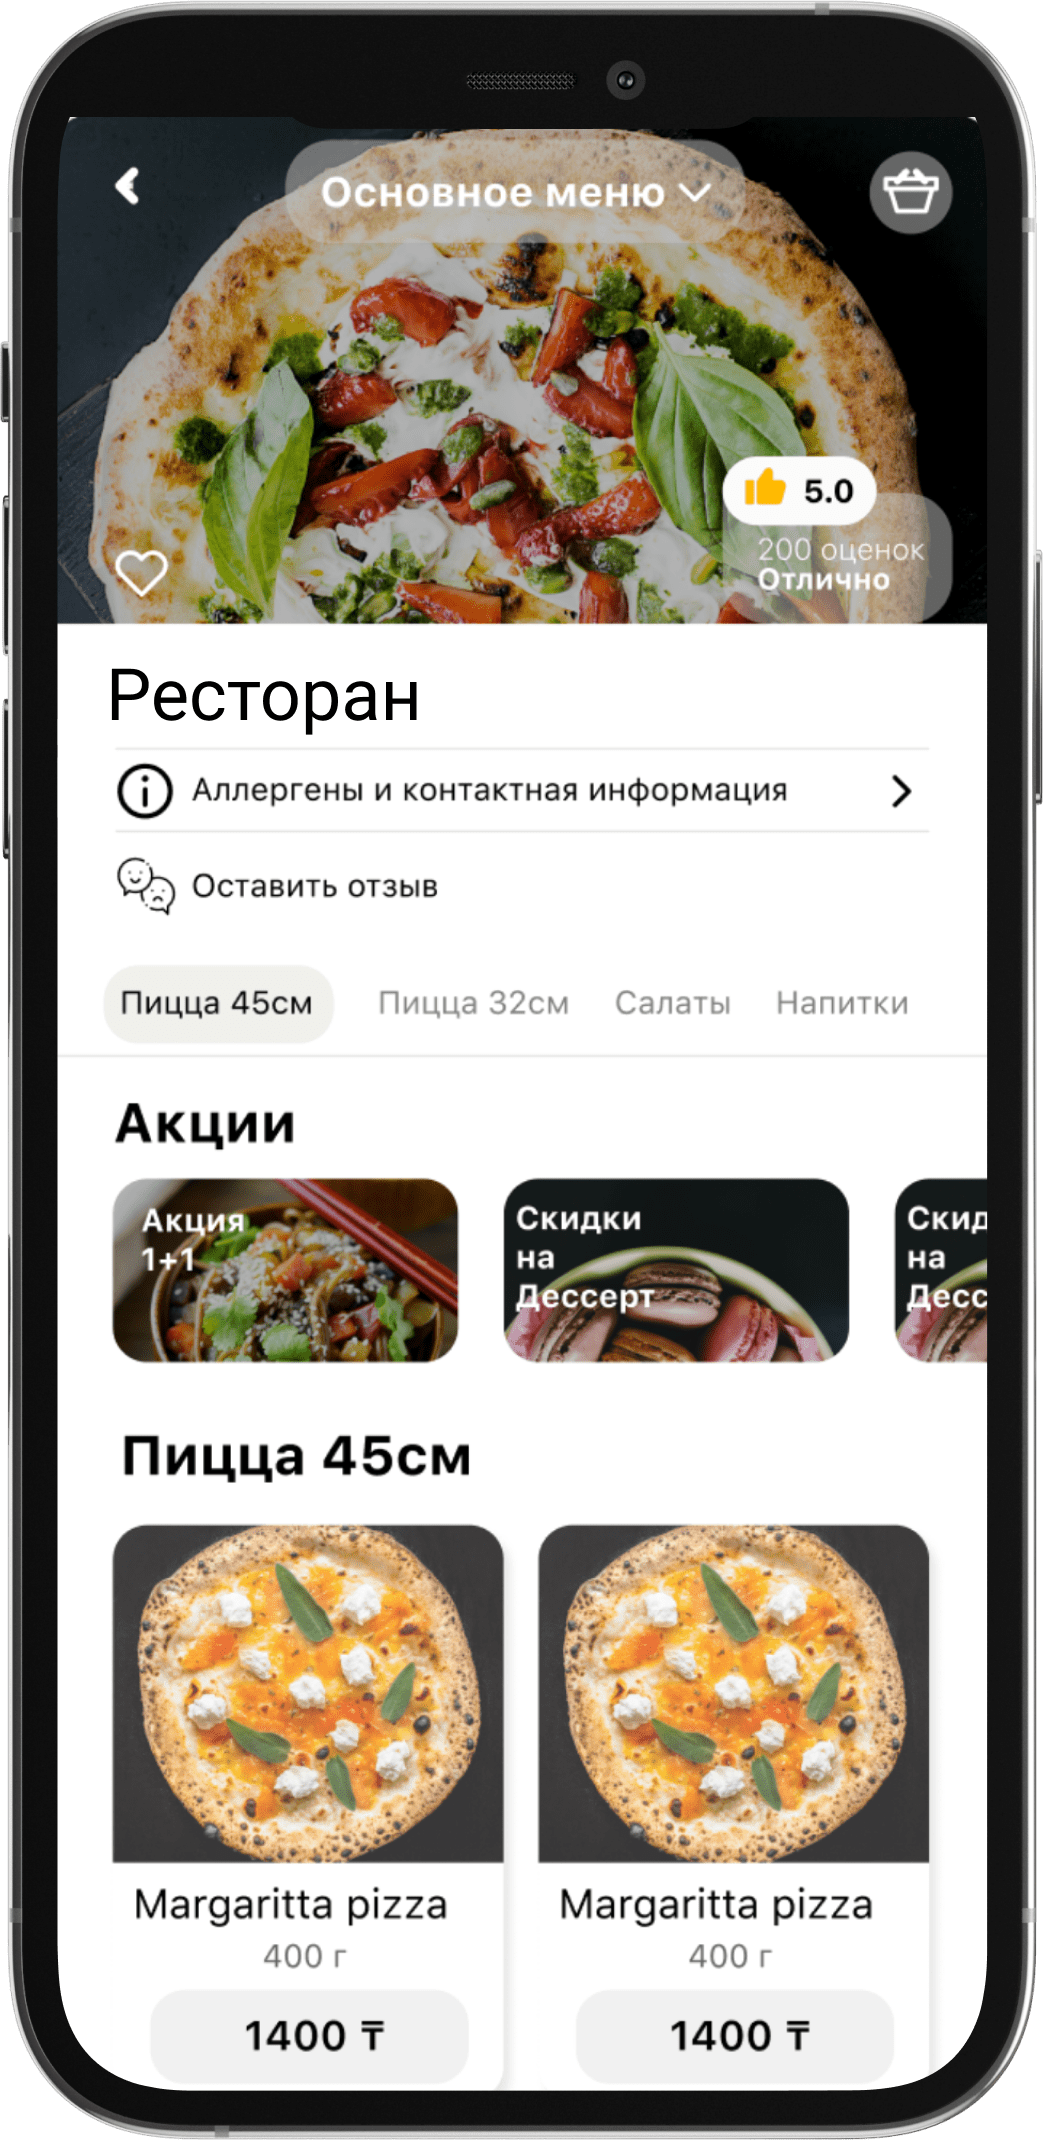 Основное меню
5.0
200 оценок
Отлично
Ресторан
Аллергены и контактная информация
Оставить отзыв
Пицца 45см Пицца 32см Салаты Напитки
Акции
Акция
1+1
Скидки
на
Дессерт
Скид
на
Десс
Пицца 45см
Margaritta pizza
400 г
1400 ₸
Margaritta pizza
400 г
1400 ₸